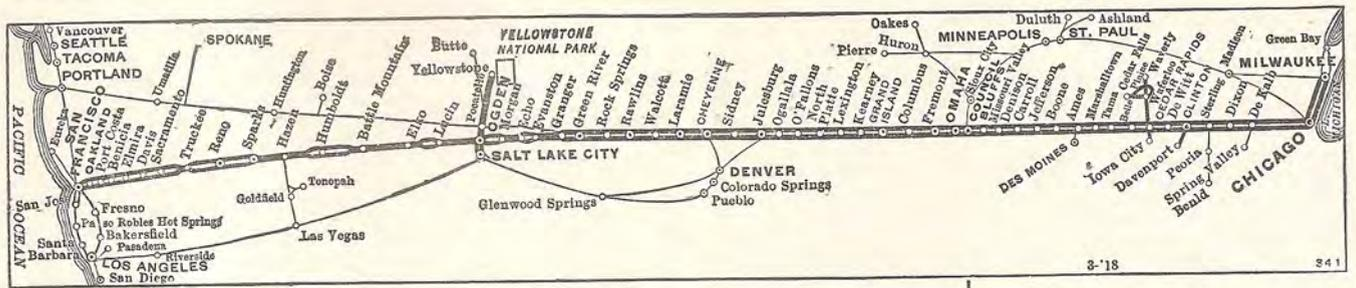 Vancouver
SEATTLE
TACOMA
PORTLAND
PACIFIC
OCEAN
Eureka
SAN FRANCISCO
OAKLAND
Port Costa
Benicia
Elmira
Davis
Sacramento
Umatilla
SPOKANE
Truckee
Reno
Sparks
Hazen
Huntington
Boise
Humboldt
Battle Mountain
Elko
Lucin
Butte
Yellowstone
YELLOWSTONE
NATIONAL PARK
Pocatello
OGDEN
Morgan
Echo
Evanston
Granger
Green River
Rock Springs
Rawlins
Walcott
Laramie
CHEYENNE
Sidney
Julesburg
Ogallala
O'Fallons
North
Platte
Lexington
Kearney
GRAND
ISLAND
Columbus
Fremont
OMAHA
Sioux City
COUNCIL
BLUFFS
Missouri Valley
Denison
Carroll
Jefferson
Boone
Ames
Marshalltown
Tama
Cedar Falls
Waverly
Waterloo
CEDAR RAPIDS
De Witt
CLINTON
Sterling
Dixon
De Kalb
Madison
Green Bay
MILWAUKEE
Oakes
Huron
Pierre
Duluth
Ashland
MINNEAPOLIS
ST. PAUL
CHICAGO
SALT LAKE CITY
DENVER
Colorado Springs
Pueblo
Glenwood Springs
Tonopah
Goldfield
Las Vegas
San Jose
Fresno
Paso Robles Hot Springs
Bakersfield
Santa
Barbara
Pasadena
Riverside
LOS ANGELES
San Diego
DES MOINES
Iowa City
Davenport
Peoria
Spring Valley
Benld
3-'18
341